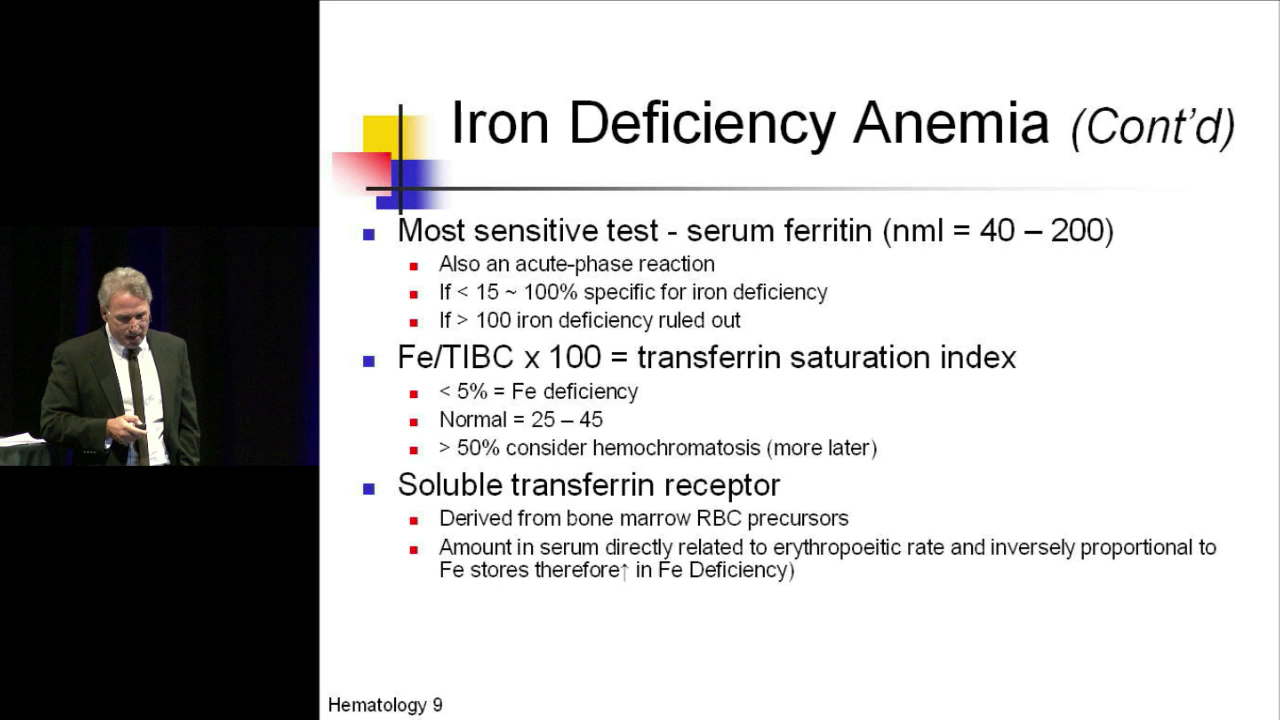 Iron Deficiency Anemia (Cont'd)
Most sensitive test - serum ferritin (nml = 40 – 200)
Also an acute-phase reaction
If < 15 ~ 100% specific for iron deficiency
If > 100 iron deficiency ruled out
Fe/TIBC x 100 = transferrin saturation index
< 5% = Fe deficiency
Normal = 25 – 45
> 50% consider hemochromatosis (more later)
Soluble transferrin receptor
Derived from bone marrow RBC precursors
Amount in serum directly related to erythropoeitic rate and inversely proportional to
Fe stores therefore↑ in Fe Deficiency)
Hematology 9